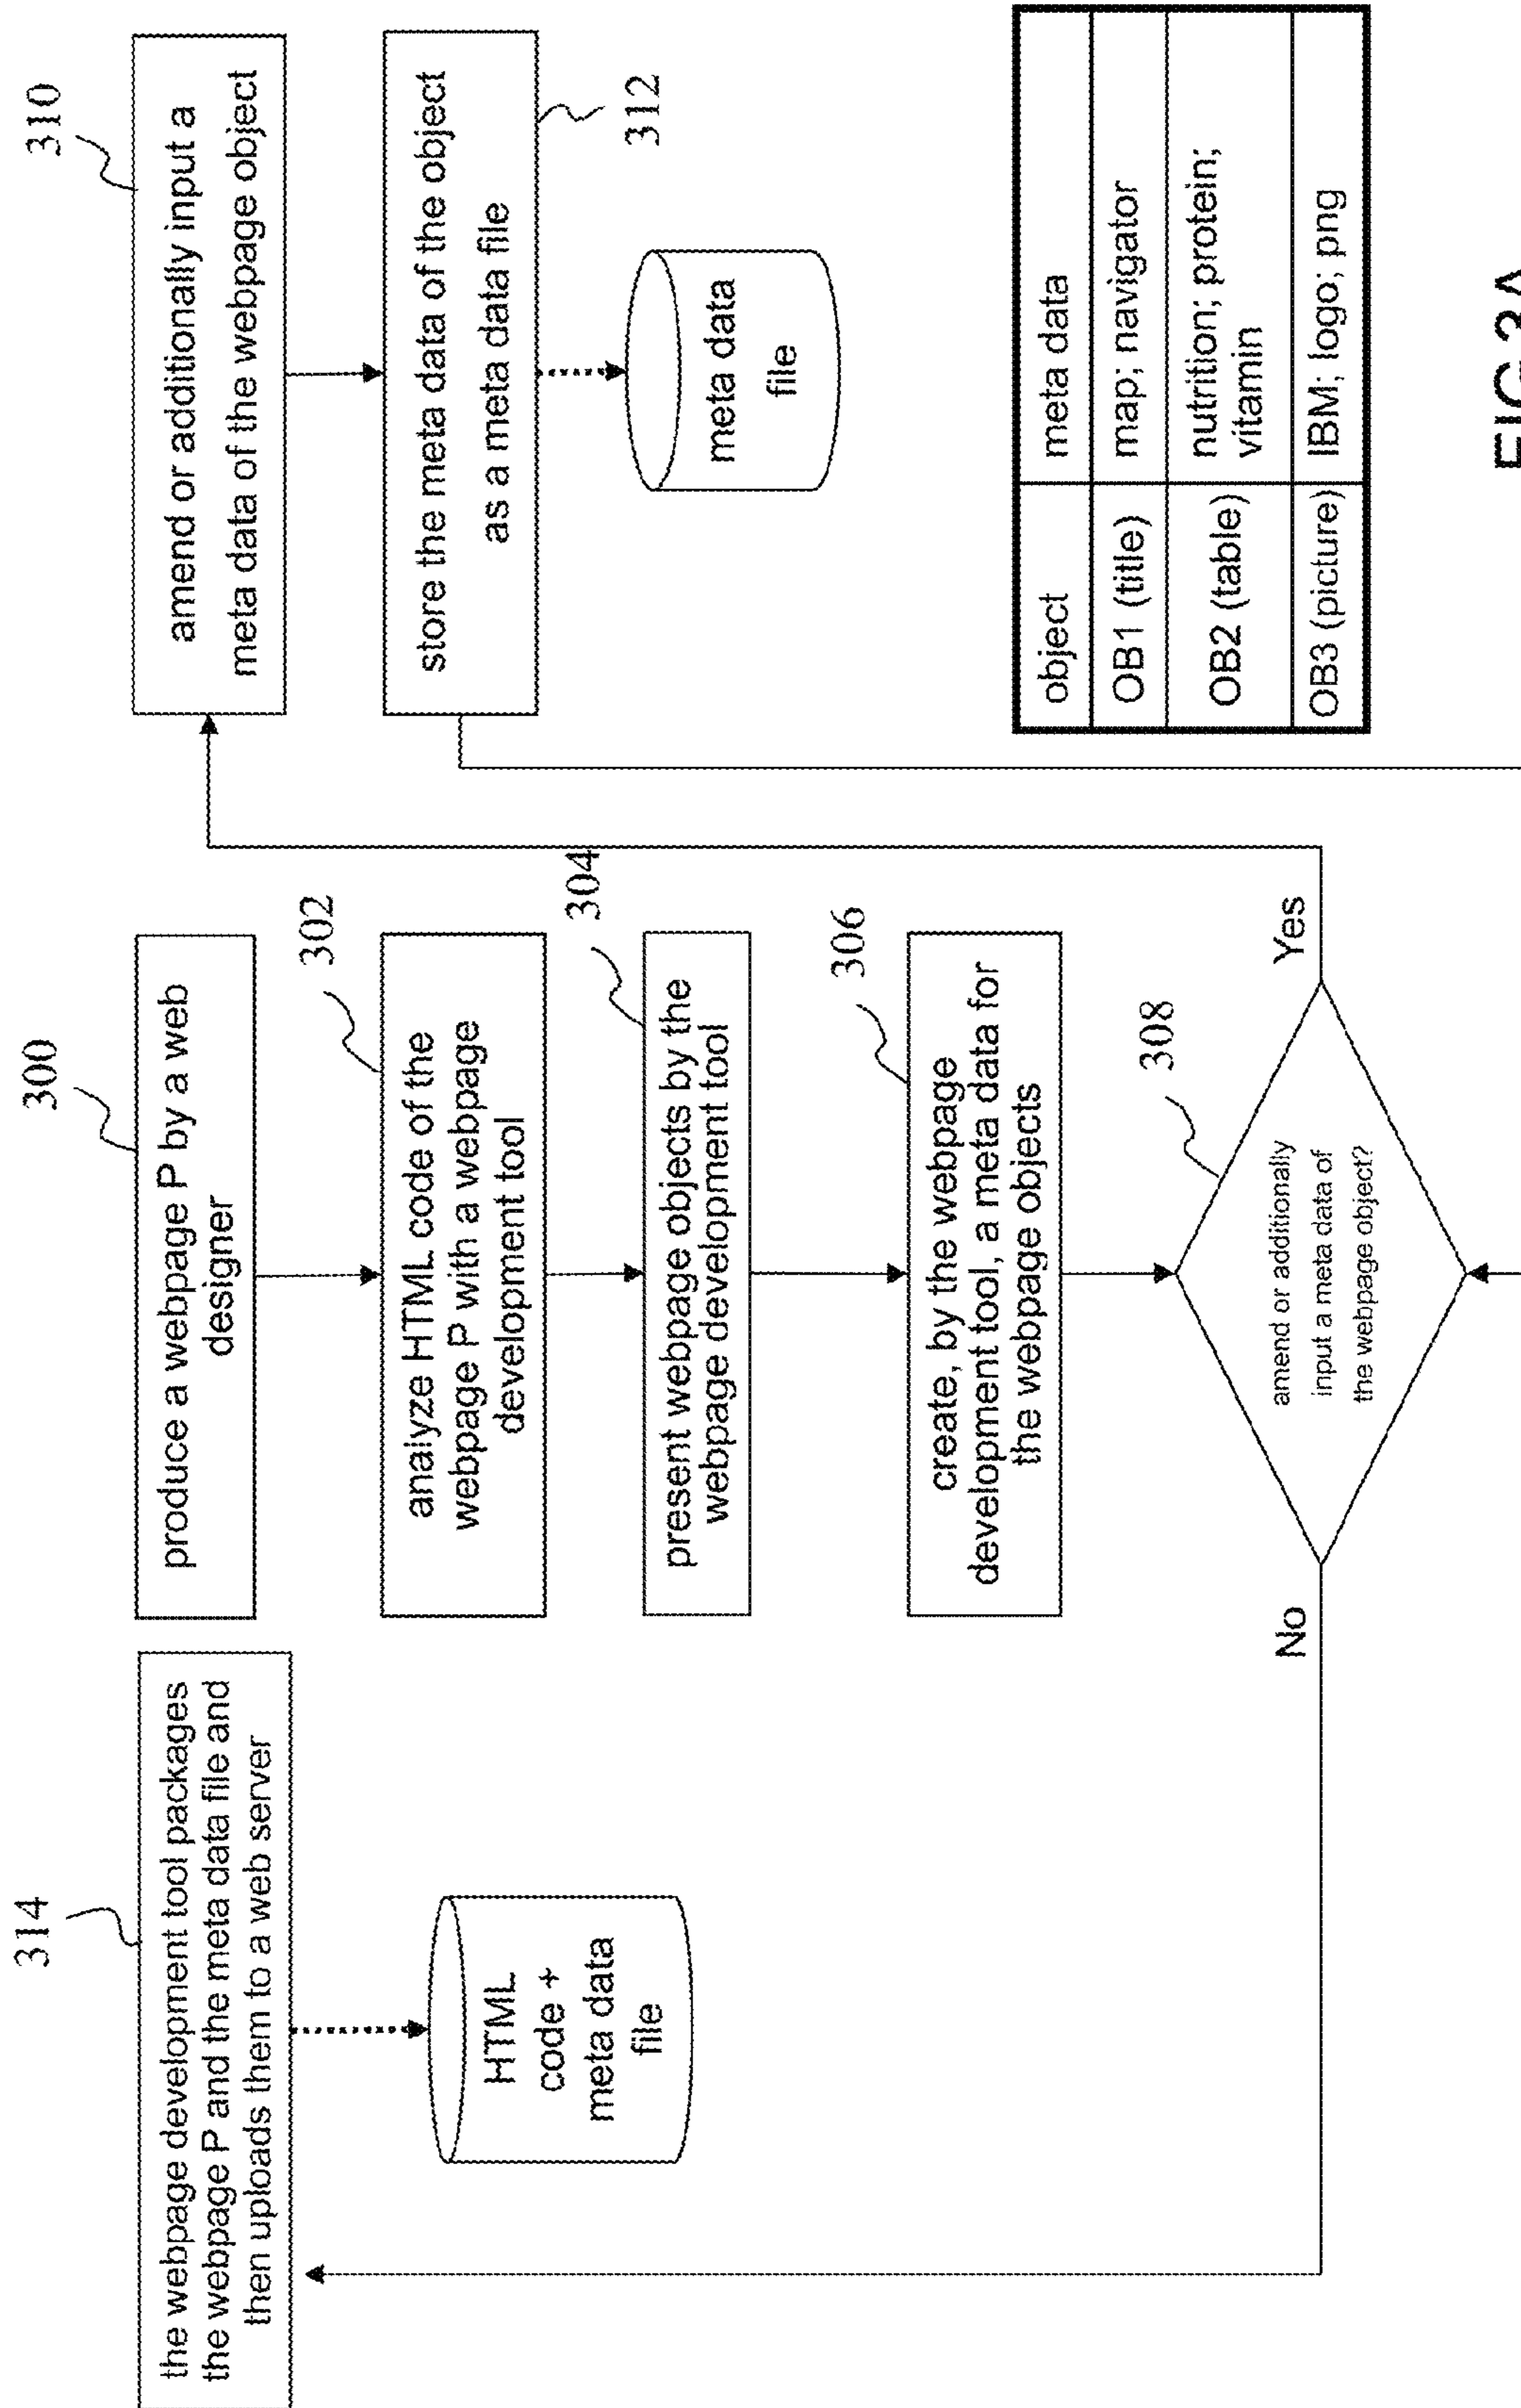 314
the webpage development tool packages
the webpage P and the meta data file and
then uploads them to a web server
HTML
code +
meta data
file
300
produce a webpage P by a web
designer
302
analyze HTML code of the
webpage P with a webpage
development tool
304
present webpage objects by the
webpage development tool
306
create, by the webpage
development tool, a meta data for
the webpage objects
308
amend or additionally
input a meta data of
the webpage object?
No
Yes
310
amend or additionally input a
meta data of the webpage object
312
store the meta data of the object
as a meta data file
meta data
file
object meta data
OB1 (title) map; navigator
OB2 (table) nutrition; protein;
vitamin
OB3 (picture) IBM; logo; png
FIG 3A